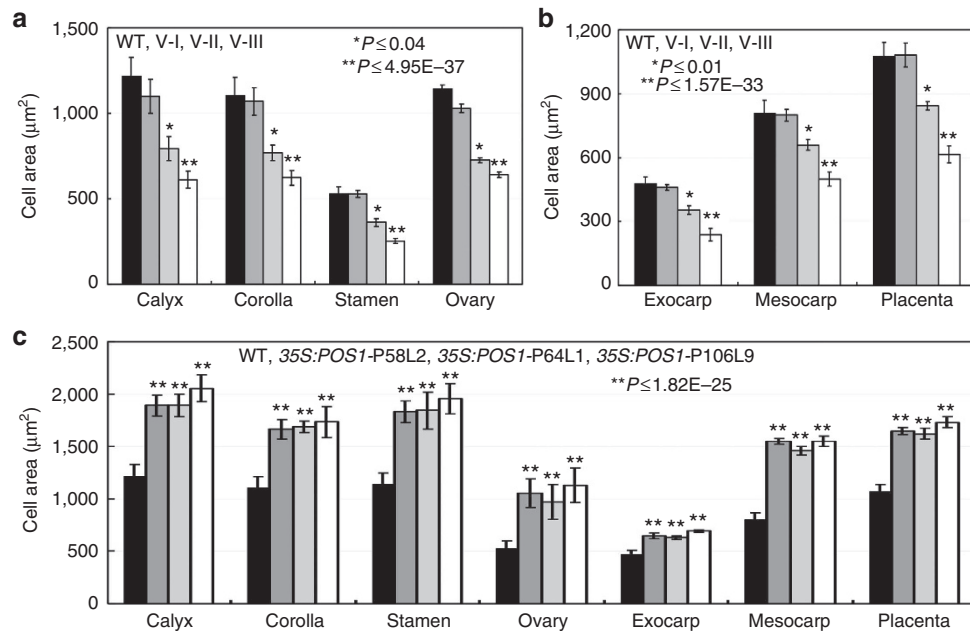 a
1,500
1,000
500
0
Cell area (μm²)
WT, V-I, V-II, V-III
*P≤0.04
**P≤4.95E–37
* ** * ** * ** * **
Calyx Corolla Stamen Ovary
b
1,200
900
600
300
0
Cell area (μm²)
WT, V-I, V-II, V-III
*P≤0.01
**P≤1.57E–33
* ** * ** * **
Exocarp Mesocarp Placenta
c
2,500
2,000
1,500
1,000
500
0
Cell area (μm²)
WT, 35S:POS1-P58L2, 35S:POS1-P64L1, 35S:POS1-P106L9
**P≤1.82E–25
** ** ** ** ** ** ** ** ** ** ** ** ** ** ** ** ** ** ** ** **
Calyx Corolla Stamen Ovary Exocarp Mesocarp Placenta